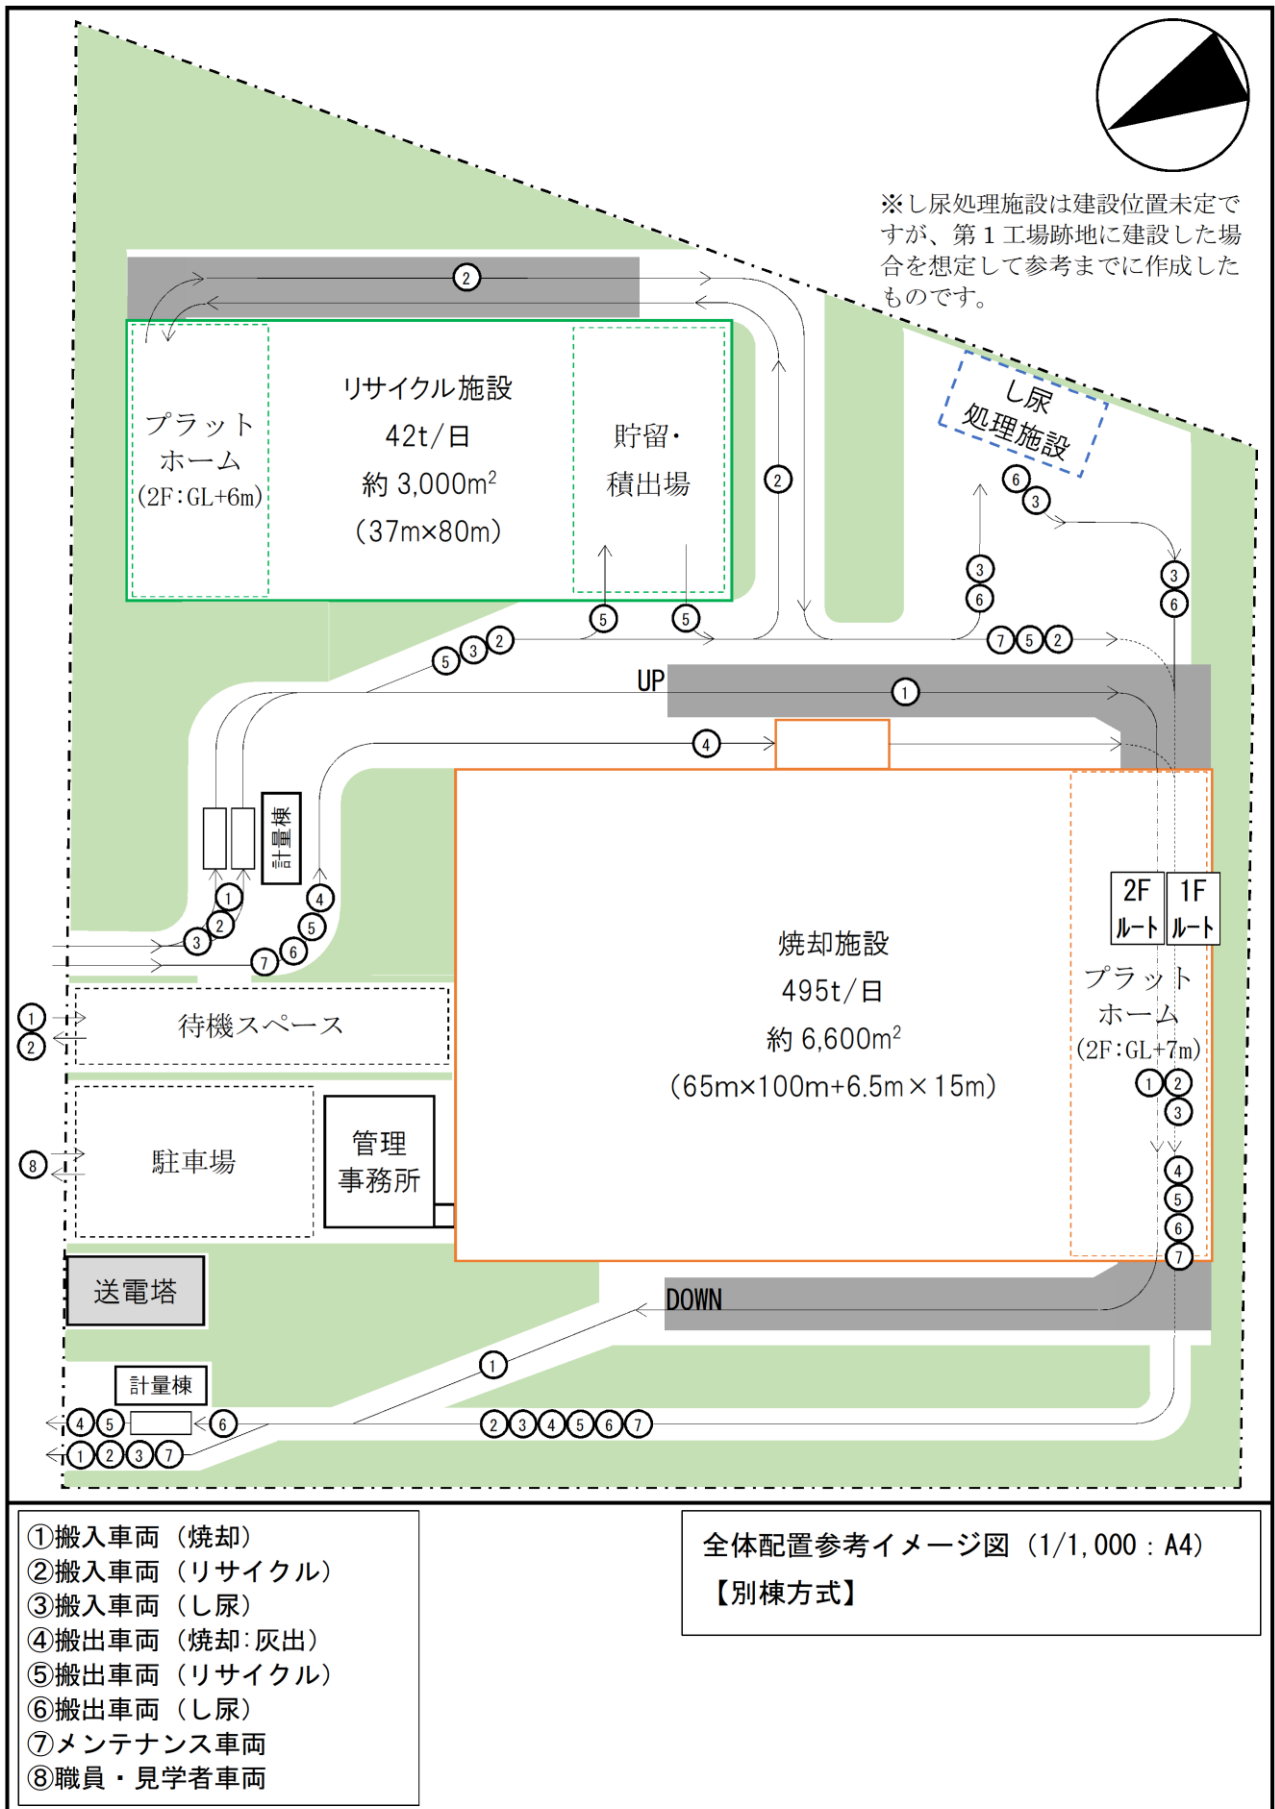 ※し尿処理施設は建設位置未定で
すが、第1工場跡地に建設した場
合を想定して参考までに作成した
ものです。
②
リサイクル施設
42t/日
約 3,000m²
(37m×80m)
プラット
ホーム
(2F:GL+6m)
貯留・
積出場
し尿
処理施設
②
⑥
③
③
⑥
③
⑥
⑤
⑤
⑤③②
⑦⑤②
UP
①
④
計量棟
①
②
③
④
⑤
⑥
⑦
2F
ルート
1F
ルート
焼却施設
495t/日
約 6,600m²
(65m×100m+6.5m×15m)
プラット
ホーム
(2F:GL+7m)
①②
③
④
⑤
⑥
⑦
①
②
待機スペース
⑧
駐車場
管理
事務所
送電塔
DOWN
①
計量棟
④⑤
⑥
②③④⑤⑥⑦
①②③⑦
①搬入車両（焼却）
②搬入車両（リサイクル）
③搬入車両（し尿）
④搬出車両（焼却:灰出）
⑤搬出車両（リサイクル）
⑥搬出車両（し尿）
⑦メンテナンス車両
⑧職員・見学者車両
全体配置参考イメージ図（1/1,000：A4）
【別棟方式】